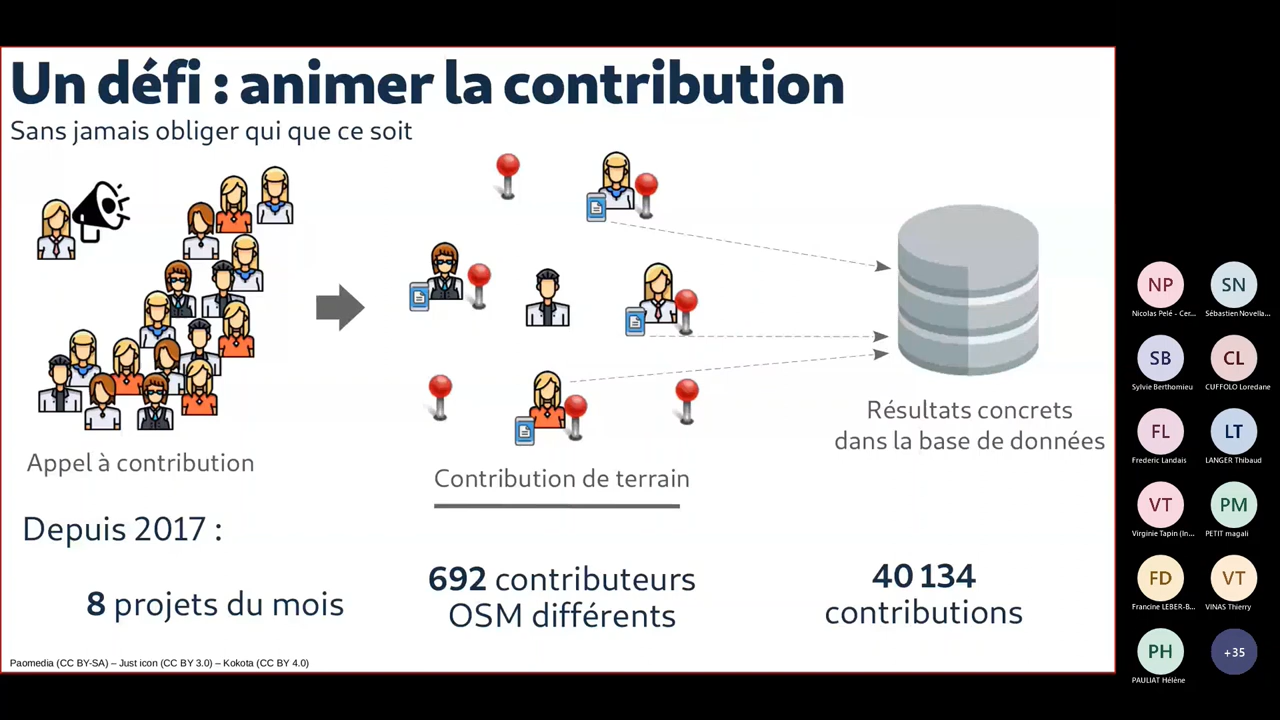 Un défi : animer la contribution
Sans jamais obliger qui que ce soit
Appel à contribution
Contribution de terrain
Résultats concrets
dans la base de données
Depuis 2017 :
8 projets du mois
692 contributeurs
OSM différents
40 134
contributions
Paomedia (CC BY-SA) – Just icon (CC BY 3.0) – Kokota (CC BY 4.0)
NP
Nicolas Pelé - Cer...
SN
Sébastien Novella...
SB
Sylvie Berthomieu
CL
CUFFOLO Loredane
FL
Frederic Landais
LT
LANGER Thibaud
VT
Virginie Tapin (In...
PM
PETIT magali
FD
Francine LEBER-B...
VT
VINAS Thierry
PH
PAULIAT Hélène
+35